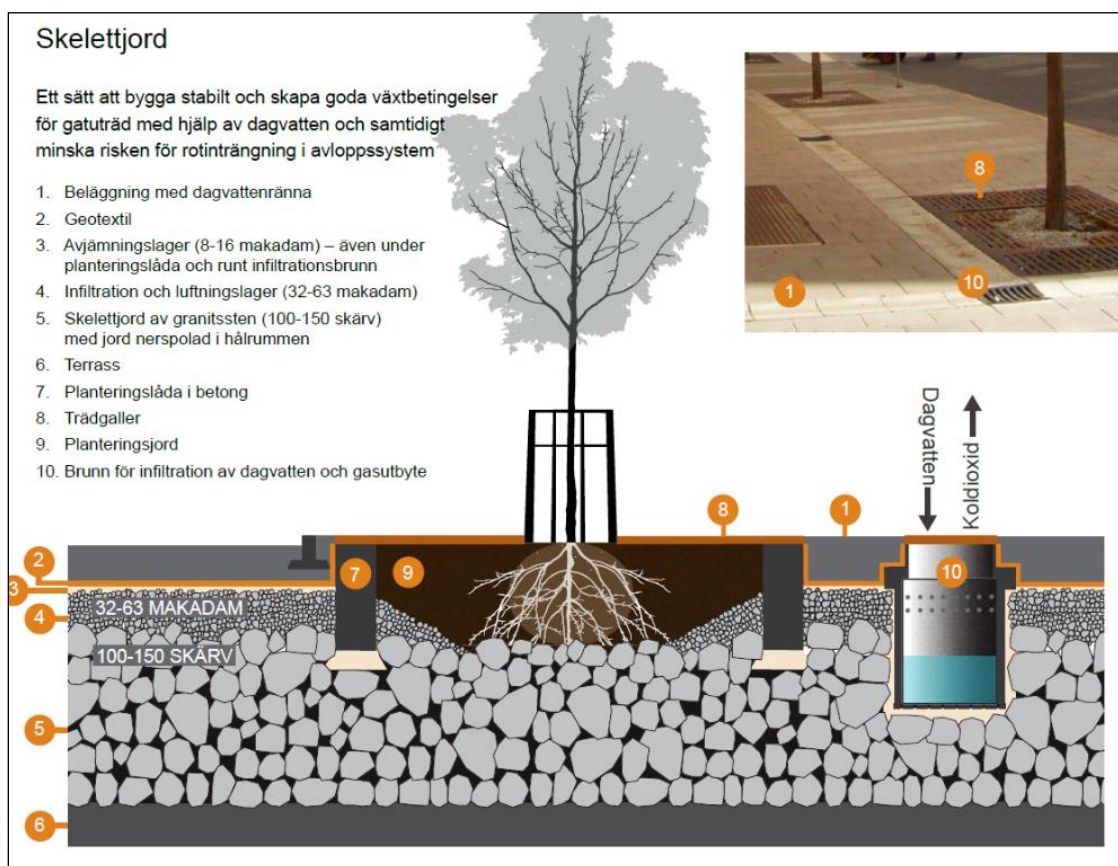 Skelettjord
Ett sätt att bygga stabilt och skapa goda växtbetingelser
för gatuträd med hjälp av dagvatten och samtidigt
minska risken för rotinträngning i avloppssystem
1. Beläggning med dagvattenränna
2. Geotextil
3. Avjämningslager (8-16 makadam) – även under
planteringslåda och runt infiltrationsbrunn
4. Infiltration och luftningslager (32-63 makadam)
5. Skelettjord av granitssten (100-150 skärv)
med jord nerspolad i hålrummen
6. Terrass
7. Planteringslåda i betong
8. Trädgaller
9. Planteringsjord
10. Brunn för infiltration av dagvatten och gasutbyte
8
1
10
Dagvatten
Koldioxid
8
1
2
3
4
5
6
7
9
10
32-63 MAKADAM
100-150 SKÄRV